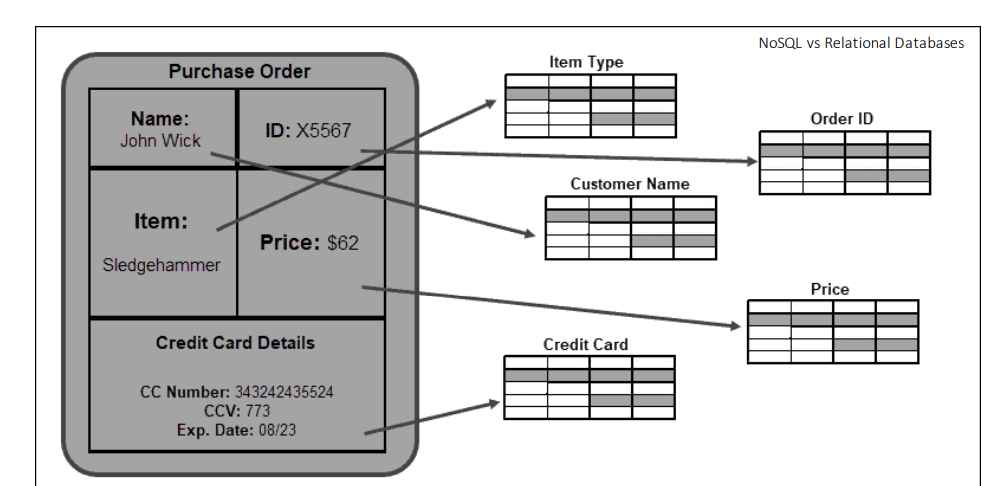 NoSQL vs Relational Databases
Purchase Order
Name:
John Wick
ID: X5567
Item:
Sledgehammer
Price: $62
Credit Card Details
CC Number: 343242435524
CCV: 773
Exp. Date: 08/23
Item Type
Order ID
Customer Name
Price
Credit Card